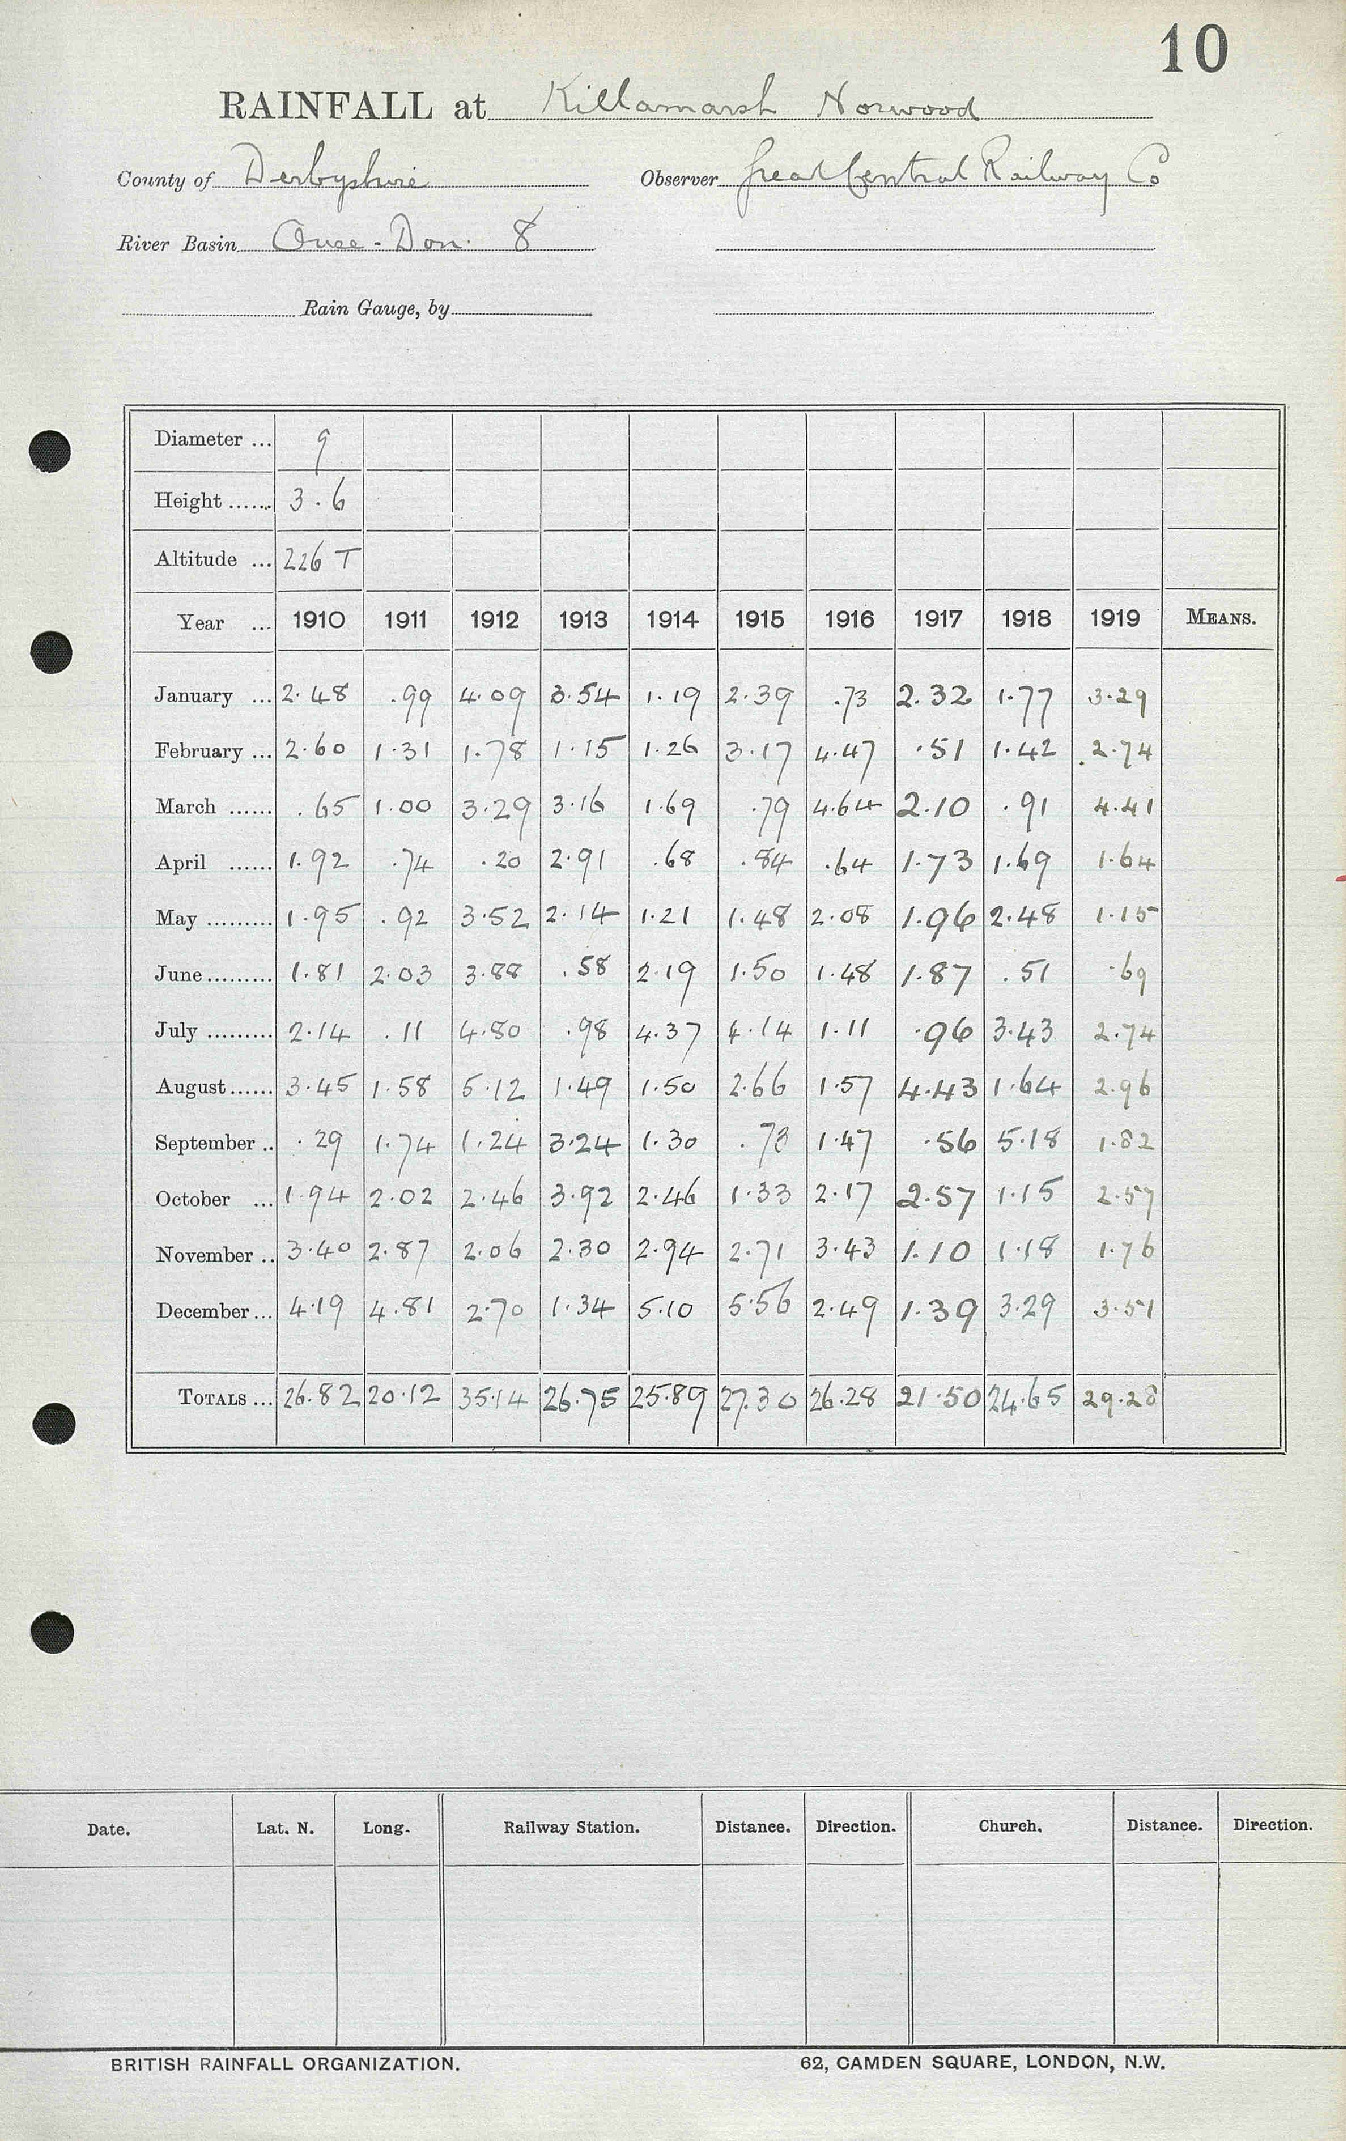 10
RAINFALL at Killamarsh Norwood
County of Derbyshire Observer Great Central Railway Co
River Basin Ouse - Don. 8
Rain Gauge, by
Diameter ... 9
Height ...... 3.6
Altitude ... 226 T
Year ... 1910 1911 1912 1913 1914 1915 1916 1917 1918 1919 MEANS.
January ... 2.48 .99 4.09 3.54 1.19 2.39 .73 2.32 1.77 3.29
February ... 2.60 1.31 1.78 1.15 1.26 3.17 4.47 .51 1.42 2.74
March ...... .65 1.00 3.29 3.16 1.69 .79 4.64 2.10 .91 4.41
April ...... 1.92 .74 .20 2.91 .68 .84 .64 1.73 1.69 1.64
May ......... 1.95 .92 3.52 2.14 1.21 1.48 2.08 1.96 2.48 1.15
June ......... 1.81 2.03 3.88 .58 2.19 1.50 1.48 1.87 .51 .69
July ......... 2.14 .11 4.80 .98 4.37 4.14 1.11 .96 3.43 2.74
August ...... 3.45 1.58 5.12 1.49 1.50 2.66 1.57 4.43 1.64 2.96
September .. .29 1.74 1.24 3.24 1.30 .73 1.47 .56 5.18 1.82
October ... 1.94 2.02 2.46 3.92 2.46 1.33 2.17 2.57 1.15 2.57
November .. 3.40 2.87 2.06 2.30 2.94 2.71 3.43 1.10 1.18 1.76
December ... 4.19 4.81 2.70 1.34 5.10 5.56 2.49 1.39 3.29 3.51
TOTALS ... 26.82 20.12 35.14 26.75 25.89 27.30 26.28 21.50 24.65 29.28
Date. Lat. N. Long. Railway Station. Distance. Direction. Church. Distance. Direction.
BRITISH RAINFALL ORGANIZATION. 62, CAMDEN SQUARE, LONDON, N.W.